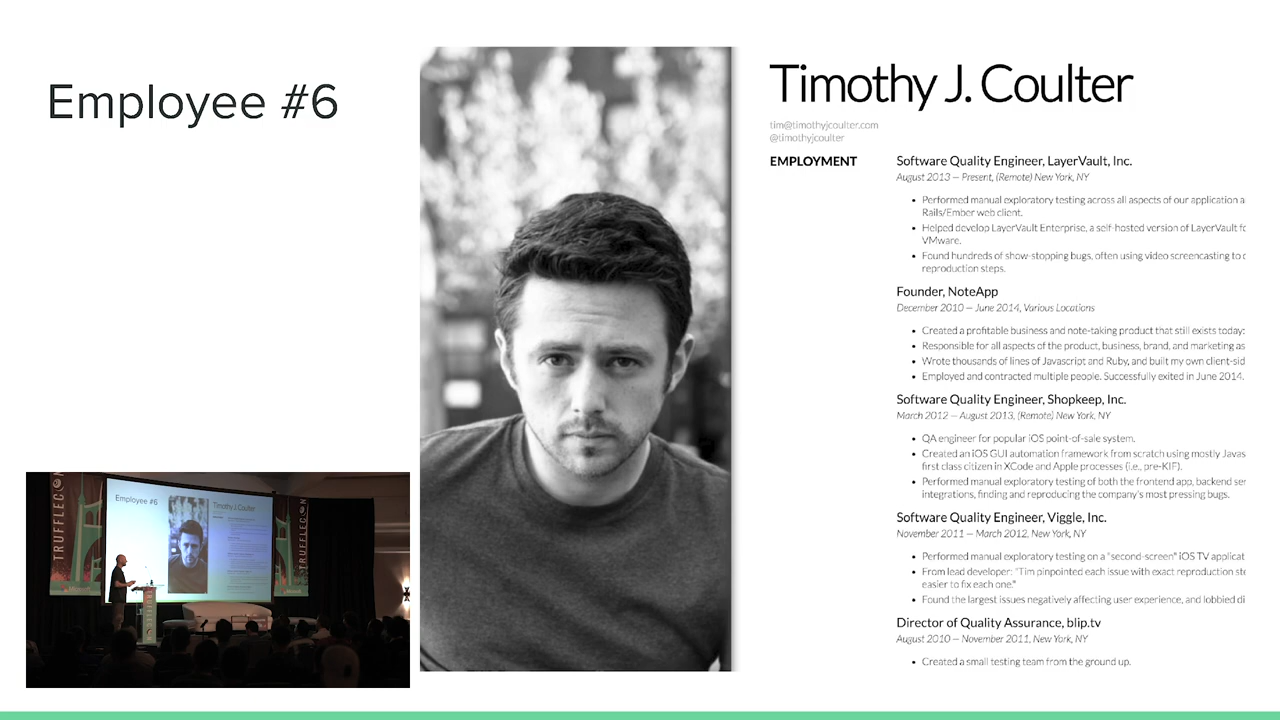 Employee #6
Timothy J. Coulter
tim@timothyjcoulter.com
@timothyjcoulter
EMPLOYMENT
Software Quality Engineer, LayerVault, Inc.
August 2013 — Present, (Remote) New York, NY
• Performed manual exploratory testing across all aspects of our application a
Rails/Ember web client.
• Helped develop LayerVault Enterprise, a self-hosted version of LayerVault fo
VMware.
• Found hundreds of show-stopping bugs, often using video screencasting to c
reproduction steps.
Founder, NoteApp
December 2010 — June 2014, Various Locations
• Created a profitable business and note-taking product that still exists today:
• Responsible for all aspects of the product, business, brand, and marketing as
• Wrote thousands of lines of Javascript and Ruby, and built my own client-sid
• Employed and contracted multiple people. Successfully exited in June 2014.
Software Quality Engineer, Shopkeep, Inc.
March 2012 — August 2013, (Remote) New York, NY
• QA engineer for popular iOS point-of-sale system.
• Created an iOS GUI automation framework from scratch using mostly Javas
first class citizen in XCode and Apple processes (i.e., pre-KIF).
• Performed manual exploratory testing of both the frontend app, backend ser
integrations, finding and reproducing the company's most pressing bugs.
Software Quality Engineer, Viggle, Inc.
November 2011 — March 2012, New York, NY
• Performed manual exploratory testing on a "second-screen" iOS TV applicat
• From lead developer: "Tim pinpointed each issue with exact reproduction ste
easier to fix each one."
• Found the largest issues negatively affecting user experience, and lobbied di
Director of Quality Assurance, blip.tv
August 2010 — November 2011, New York, NY
• Created a small testing team from the ground up.
TRUFFLECON
Employee #6
Timothy J. Coulter
TRUFFLECON
TRUFFLE
Microsoft